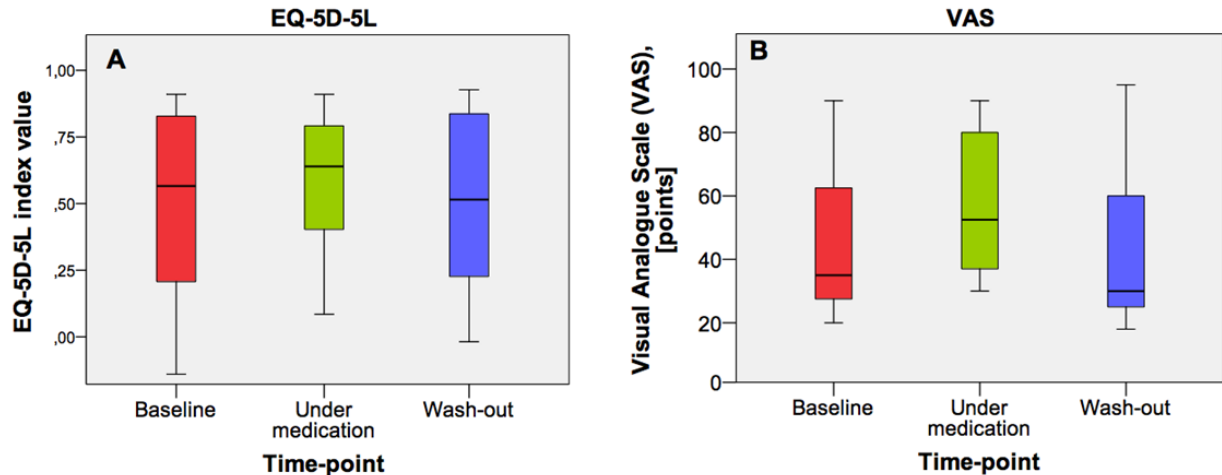 EQ-5D-5L
A
EQ-5D-5L index value
1,00
,75
,50
,25
,00
Baseline
Under
medication
Wash-out
Time-point
VAS
B
Visual Analogue Scale (VAS),
[points]
100
80
60
40
20
0
Baseline
Under
medication
Wash-out
Time-point